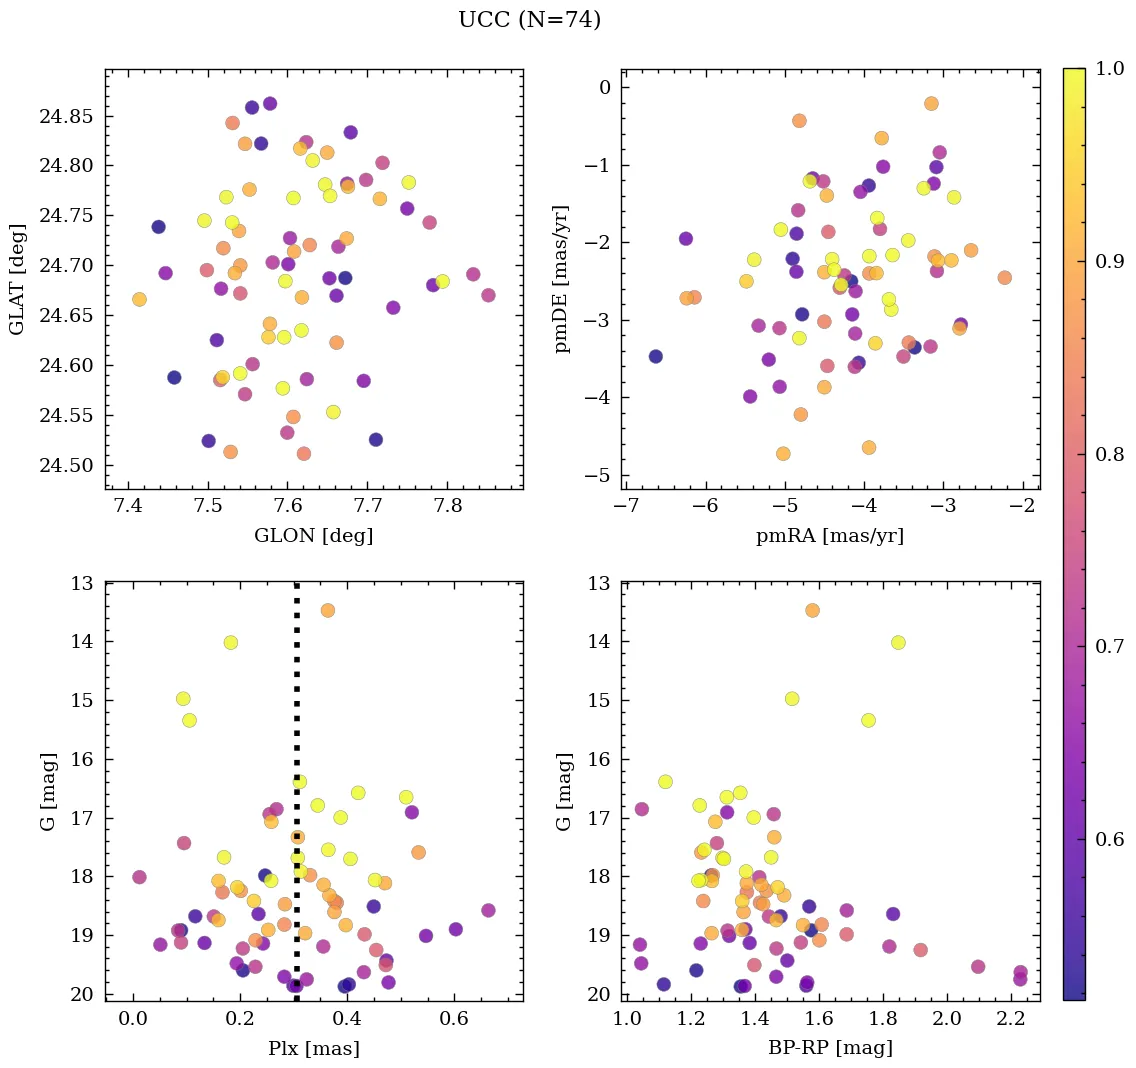 UCC (N=74)
24.85
24.80
24.75
24.70
24.65
24.60
24.55
24.50
GLAT [deg]
7.4 7.5 7.6 7.7 7.8
GLON [deg]
0
−1
−2
−3
−4
−5
pmDE [mas/yr]
−7 −6 −5 −4 −3 −2
pmRA [mas/yr]
13
14
15
16
17
18
19
20
G [mag]
0.0 0.2 0.4 0.6
Plx [mas]
13
14
15
16
17
18
19
20
G [mag]
1.0 1.2 1.4 1.6 1.8 2.0 2.2
BP-RP [mag]
1.0
0.9
0.8
0.7
0.6